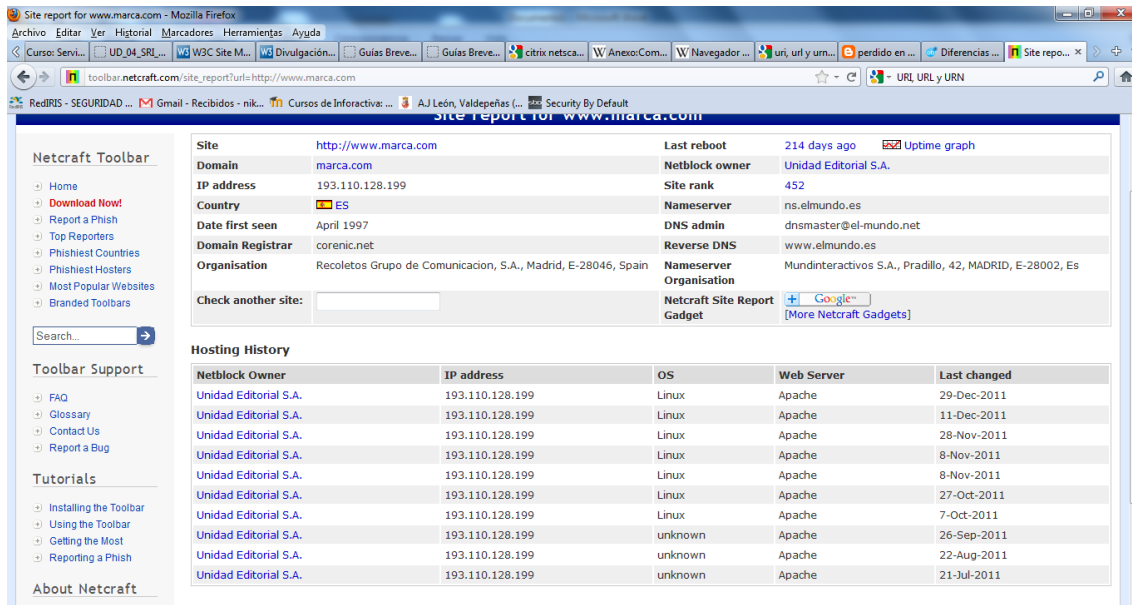 Site report for www.marca.com - Mozilla Firefox
Archivo Editar Ver Historial Marcadores Herramientas Ayuda
Curso: Servi... UD_04_SRI_... W3C Site M... Divulgación... Guías Breve... Guías Breve... citrix netsca... Anexo:Com... Navegador ... uri, url y urn... perdido en ... Diferencias ... Site repo...
toolbar.netcraft.com/site_report?url=http://www.marca.com URI, URL y URN
RedIRIS - SEGURIDAD ... Gmail - Recibidos - nik... Cursos de Inforactiva: ... A.J León, Valdepeñas (... Security By Default
Site report for www.marca.com
Netcraft Toolbar
Home
Download Now!
Report a Phish
Top Reporters
Phishiest Countries
Phishiest Hosters
Most Popular Websites
Branded Toolbars
Search...
Toolbar Support
FAQ
Glossary
Contact Us
Report a Bug
Tutorials
Installing the Toolbar
Using the Toolbar
Getting the Most
Reporting a Phish
About Netcraft
Site http://www.marca.com Last reboot 214 days ago Uptime graph
Domain marca.com Netblock owner Unidad Editorial S.A.
IP address 193.110.128.199 Site rank 452
Country ES Nameserver ns.elmundo.es
Date first seen April 1997 DNS admin dnsmaster@el-mundo.net
Domain Registrar corenic.net Reverse DNS www.elmundo.es
Organisation Recoletos Grupo de Comunicacion, S.A., Madrid, E-28046, Spain Nameserver Organisation Mundinteractivos S.A., Pradillo, 42, MADRID, E-28002, Es
Check another site: Netcraft Site Report Gadget Google
[More Netcraft Gadgets]
Hosting History
Netblock Owner IP address OS Web Server Last changed
Unidad Editorial S.A. 193.110.128.199 Linux Apache 29-Dec-2011
Unidad Editorial S.A. 193.110.128.199 Linux Apache 11-Dec-2011
Unidad Editorial S.A. 193.110.128.199 Linux Apache 28-Nov-2011
Unidad Editorial S.A. 193.110.128.199 Linux Apache 8-Nov-2011
Unidad Editorial S.A. 193.110.128.199 Linux Apache 8-Nov-2011
Unidad Editorial S.A. 193.110.128.199 Linux Apache 27-Oct-2011
Unidad Editorial S.A. 193.110.128.199 Linux Apache 7-Oct-2011
Unidad Editorial S.A. 193.110.128.199 unknown Apache 26-Sep-2011
Unidad Editorial S.A. 193.110.128.199 unknown Apache 22-Aug-2011
Unidad Editorial S.A. 193.110.128.199 unknown Apache 21-Jul-2011